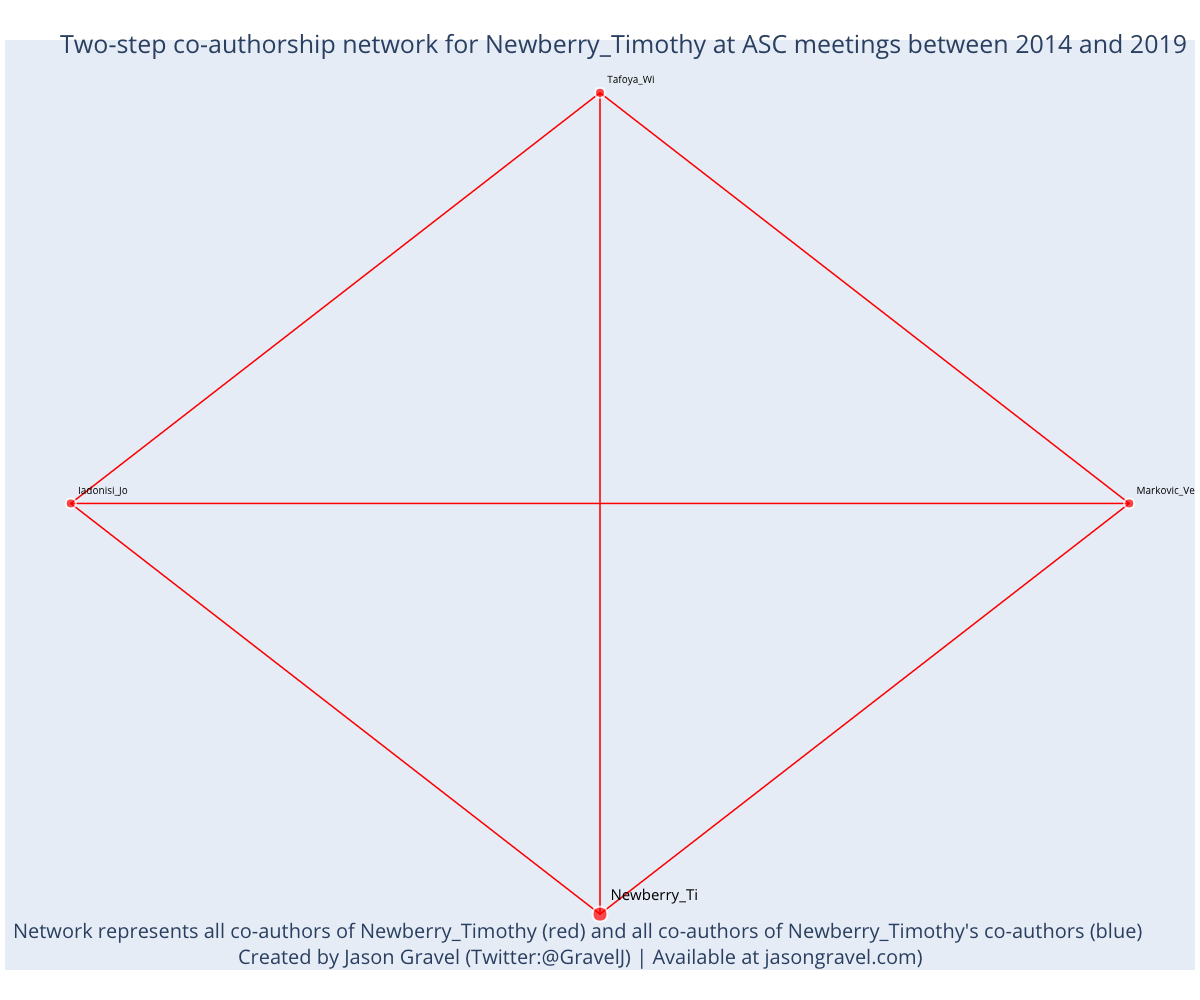 Two-step co-authorship network for Newberry_Timothy at ASC meetings between 2014 and 2019
Tafoya_Wi
Iadonisi_Jo
Markovic_Ve
Newberry_Ti
Network represents all co-authors of Newberry_Timothy (red) and all co-authors of Newberry_Timothy's co-authors (blue)
Created by Jason Gravel (Twitter:@GravelJ) | Available at jasongravel.com)